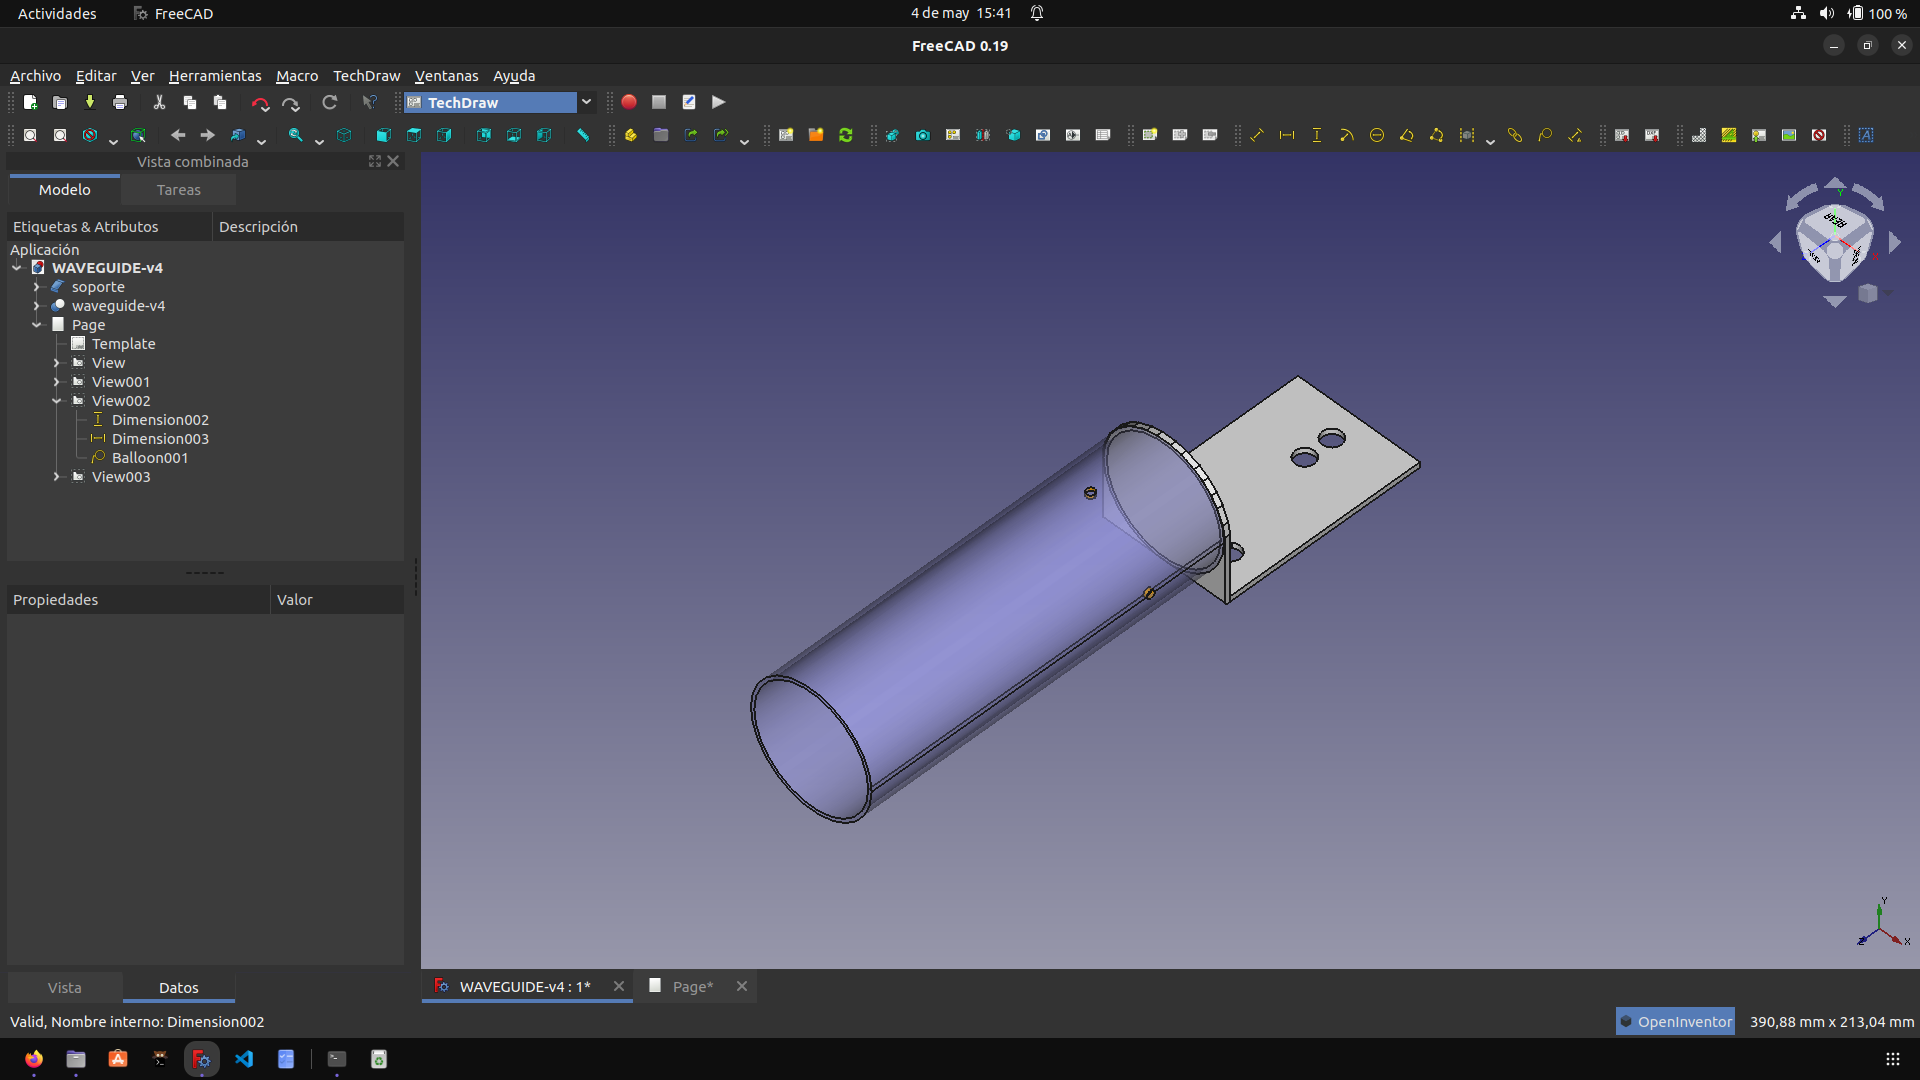 Actividades
FreeCAD
4 de may 15:41
100 %
FreeCAD 0.19
Archivo Editar Ver Herramientas Macro TechDraw Ventanas Ayuda
TechDraw
Vista combinada
Modelo
Tareas
Etiquetas & Atributos
Descripción
Aplicación
WAVEGUIDE-v4
soporte
waveguide-v4
Page
Template
View
View001
View002
Dimension002
Dimension003
Balloon001
View003
Propiedades
Valor
Vista
Datos
WAVEGUIDE-v4 : 1*
Page*
Y
REAR
Y
Z
X
Valid, Nombre interno: Dimension002
OpenInventor
390,88 mm x 213,04 mm